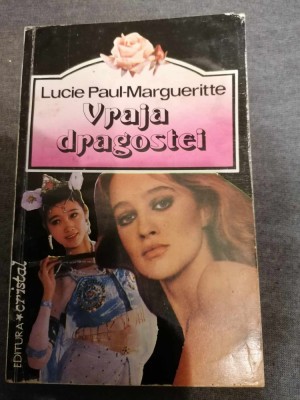 Lucie Paul-Margueritte
Vraja
dragostei
EDITURA ★ cristal